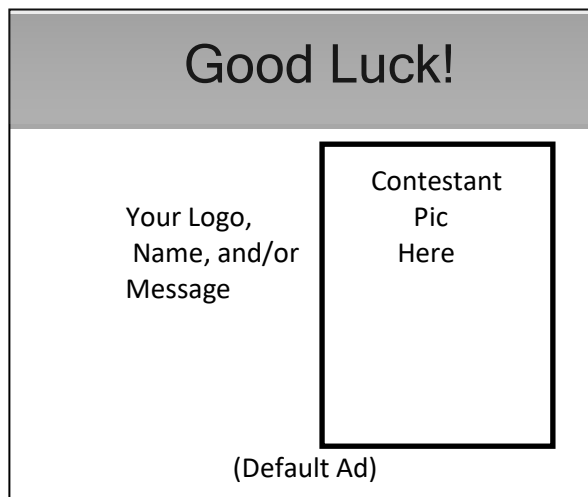 Good Luck!
Your Logo,
Name, and/or
Message
Contestant
Pic
Here
(Default Ad)